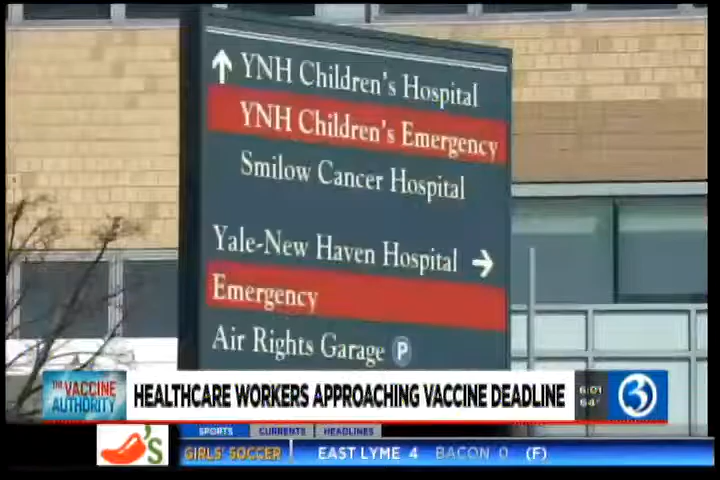 YNH Children's Hospital
YNH Children's Emergency
Smilow Cancer Hospital
Yale-New Haven Hospital
Emergency
Air Rights Garage P
THE VACCINE
AUTHORITY
HEALTHCARE WORKERS APPROACHING VACCINE DEADLINE
6:01
64°
3
SPORTS CURRENTS HEADLINES
GIRLS' SOCCER EAST LYME 4 BACON 0 (F)
's